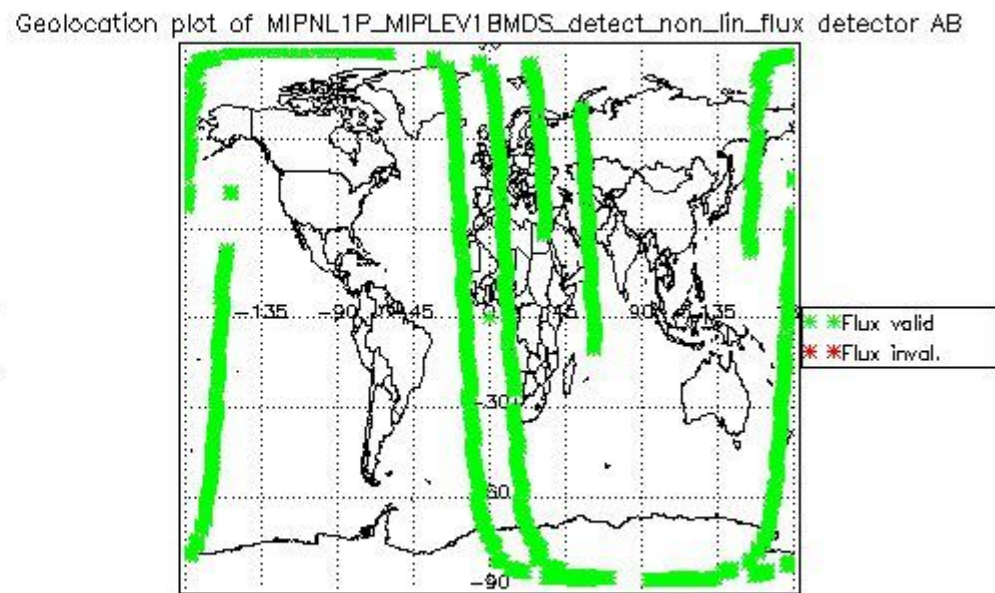 Geolocation plot of MIPNL1P_MIPLEV1BMDS_detect_non_lin_flux detector AB
-135 -90 45 45 90 135
Flux valid
Flux inval.
-30
-60
-90